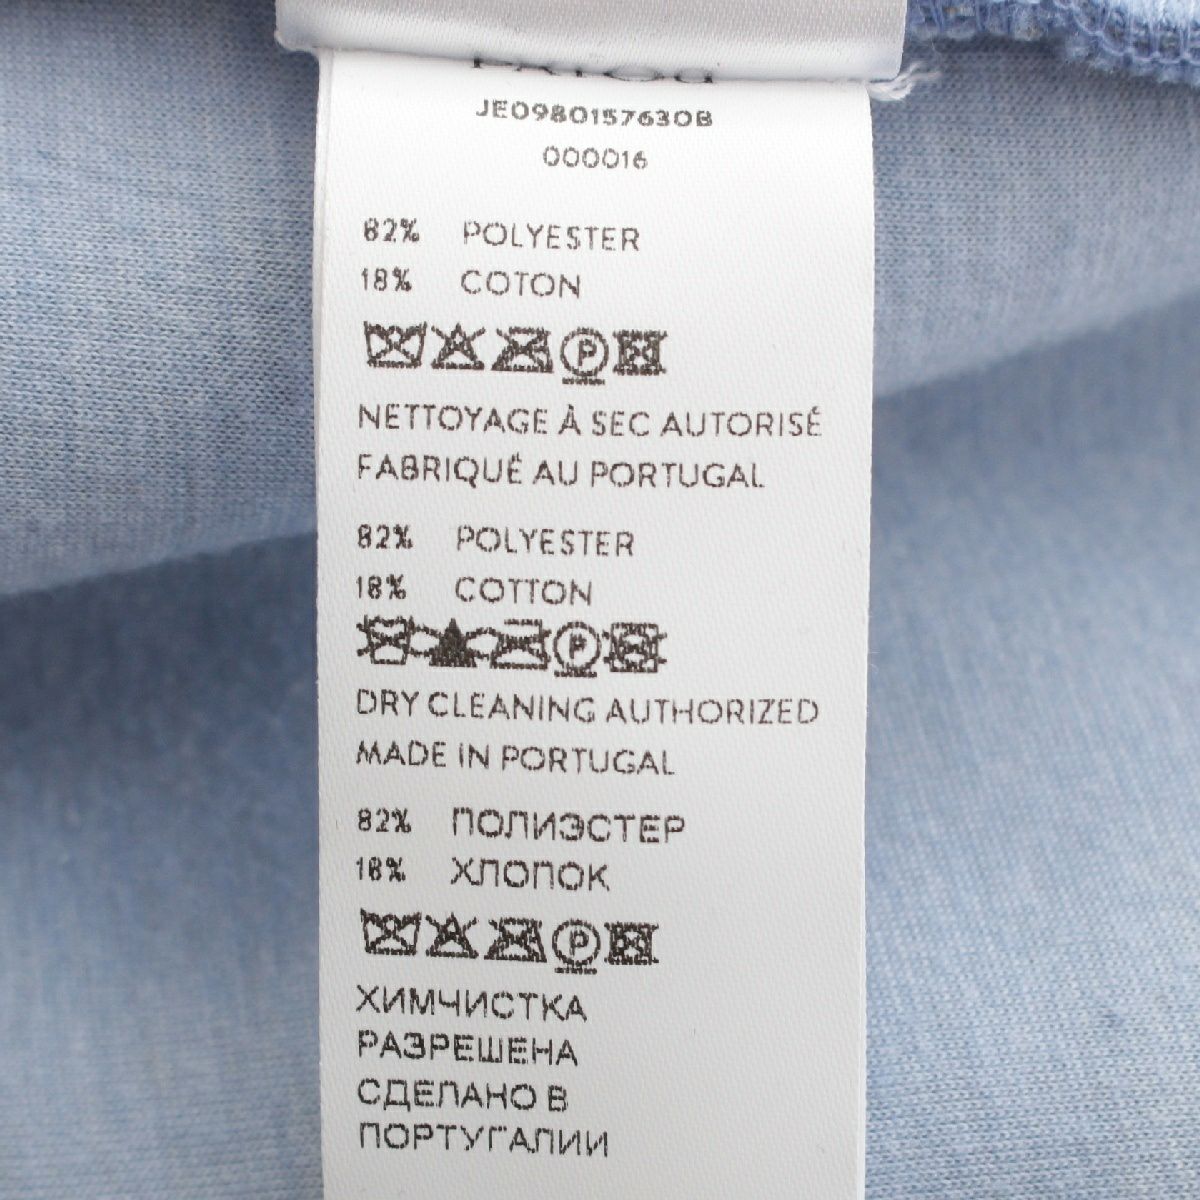 PATOU
JE0980157630B
000016
82% POLYESTER
18% COTON
P
NETTOYAGE À SEC AUTORISÉ
FABRIQUÉ AU PORTUGAL
82% POLYESTER
18% COTTON
P
DRY CLEANING AUTHORIZED
MADE IN PORTUGAL
82% ПОЛИЭСТЕР
18% ХЛОПОК
P
ХИМЧИСТКА
РАЗРЕШЕНА
СДЕЛАНО В
ПОРТУГАЛИИ